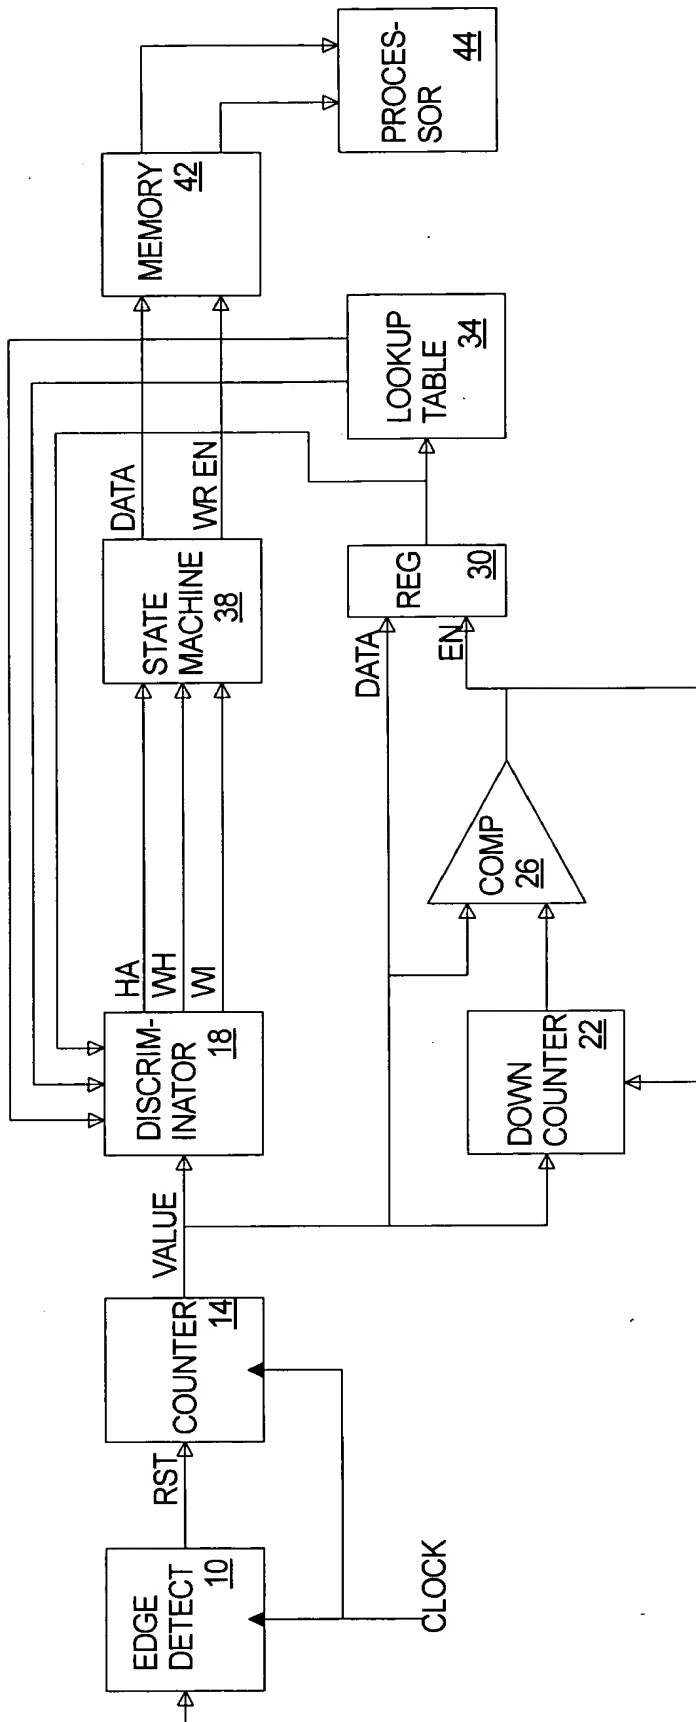 EDGE
DETECT
10
RST
COUNTER
14
VALUE
DISCRIM-
INATOR
18
HA
WH
WI
STATE
MACHINE
38
DATA
WR EN
MEMORY
42
PROCES-
SOR
44
CLOCK
DOWN
COUNTER
22
COMP
26
DATA
EN
REG
30
LOOKUP
TABLE
34